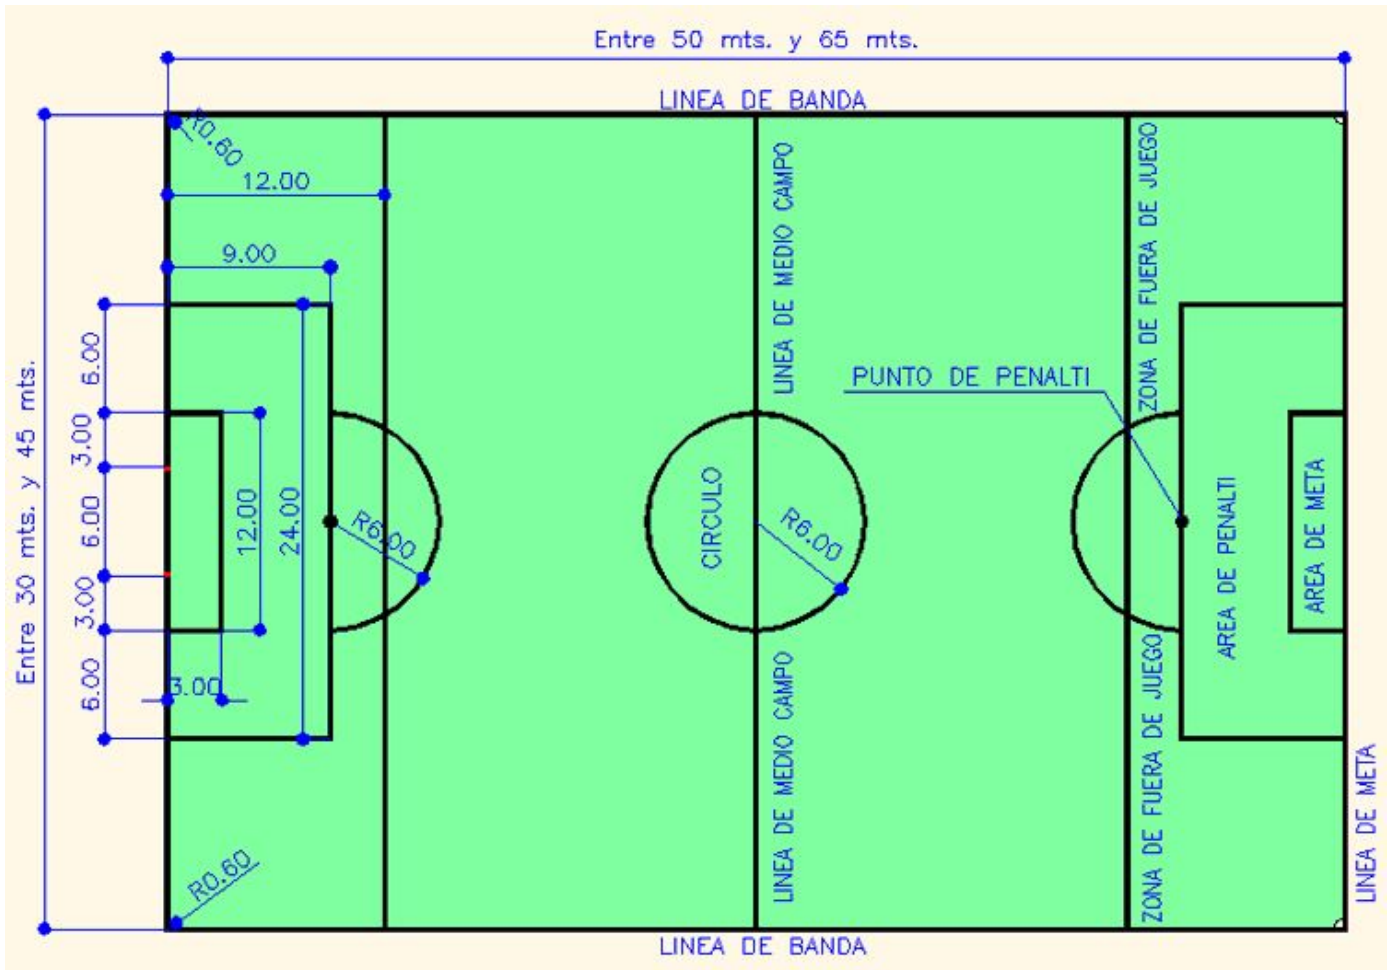 Entre 50 mts. y 65 mts.
LINEA DE BANDA
R0.60
12.00
9.00
6.00
3.00
6.00
3.00
6.00
Entre 30 mts. y 45 mts.
12.00
24.00
R6.00
3.00
R0.60
LINEA DE MEDIO CAMPO
CIRCULO
R6.00
LINEA DE MEDIO CAMPO
PUNTO DE PENALTI
ZONA DE FUERA DE JUEGO
ZONA DE FUERA DE JUEGO
AREA DE PENALTI
AREA DE META
LINEA DE META
LINEA DE BANDA